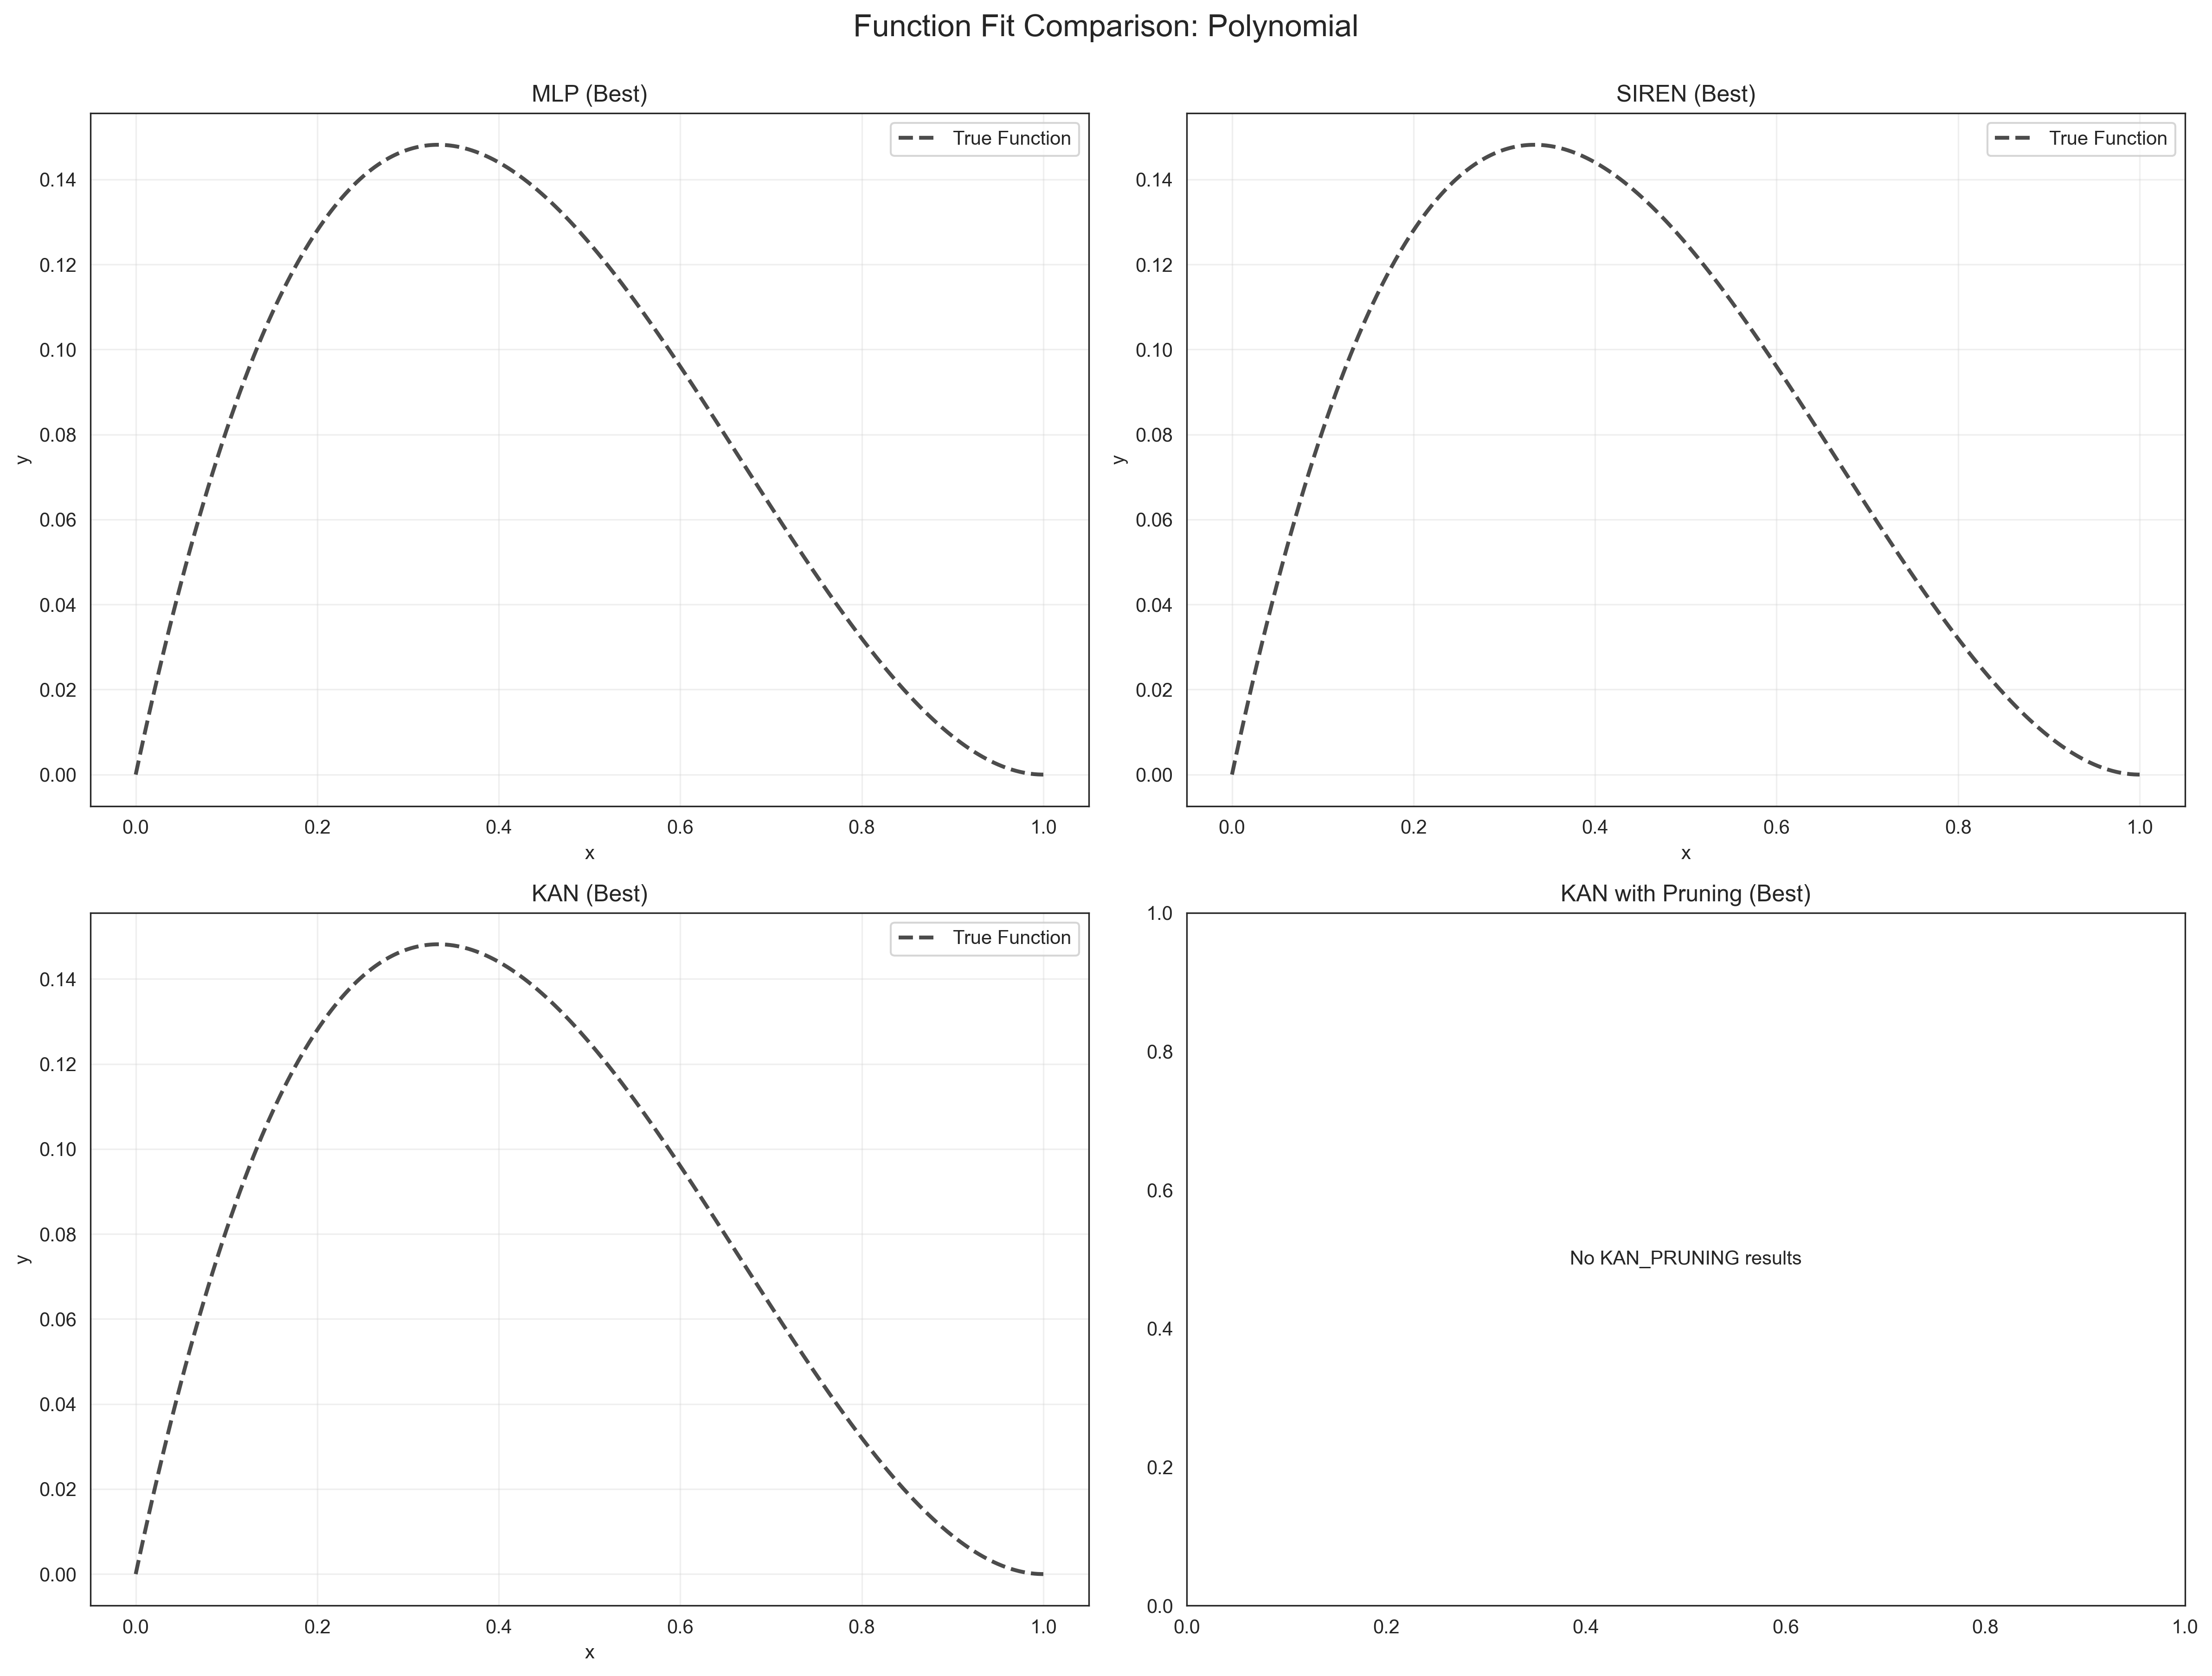 Function Fit Comparison: Polynomial
MLP (Best)
True Function
0.14
0.12
0.10
0.08
0.06
0.04
0.02
0.00
y
0.0 0.2 0.4 0.6 0.8 1.0
x
SIREN (Best)
True Function
0.14
0.12
0.10
0.08
0.06
0.04
0.02
0.00
y
0.0 0.2 0.4 0.6 0.8 1.0
x
KAN (Best)
True Function
0.14
0.12
0.10
0.08
0.06
0.04
0.02
0.00
y
0.0 0.2 0.4 0.6 0.8 1.0
x
KAN with Pruning (Best)
1.0
0.8
0.6
No KAN_PRUNING results
0.4
0.2
0.0
0.0 0.2 0.4 0.6 0.8 1.0